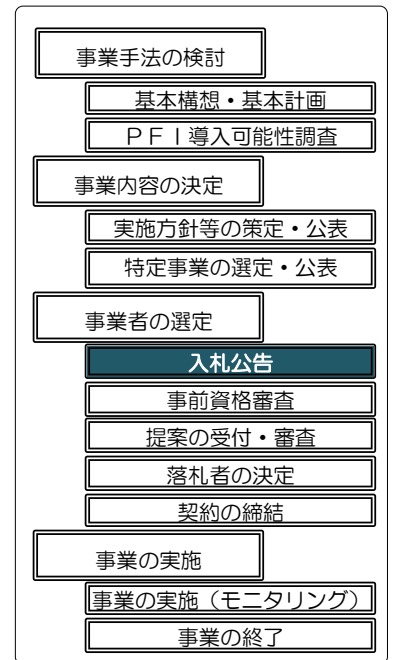 事業手法の検討
基本構想・基本計画
ＰＦＩ導入可能性調査
事業内容の決定
実施方針等の策定・公表
特定事業の選定・公表
事業者の選定
入札公告
事前資格審査
提案の受付・審査
落札者の決定
契約の締結
事業の実施
事業の実施（モニタリング）
事業の終了